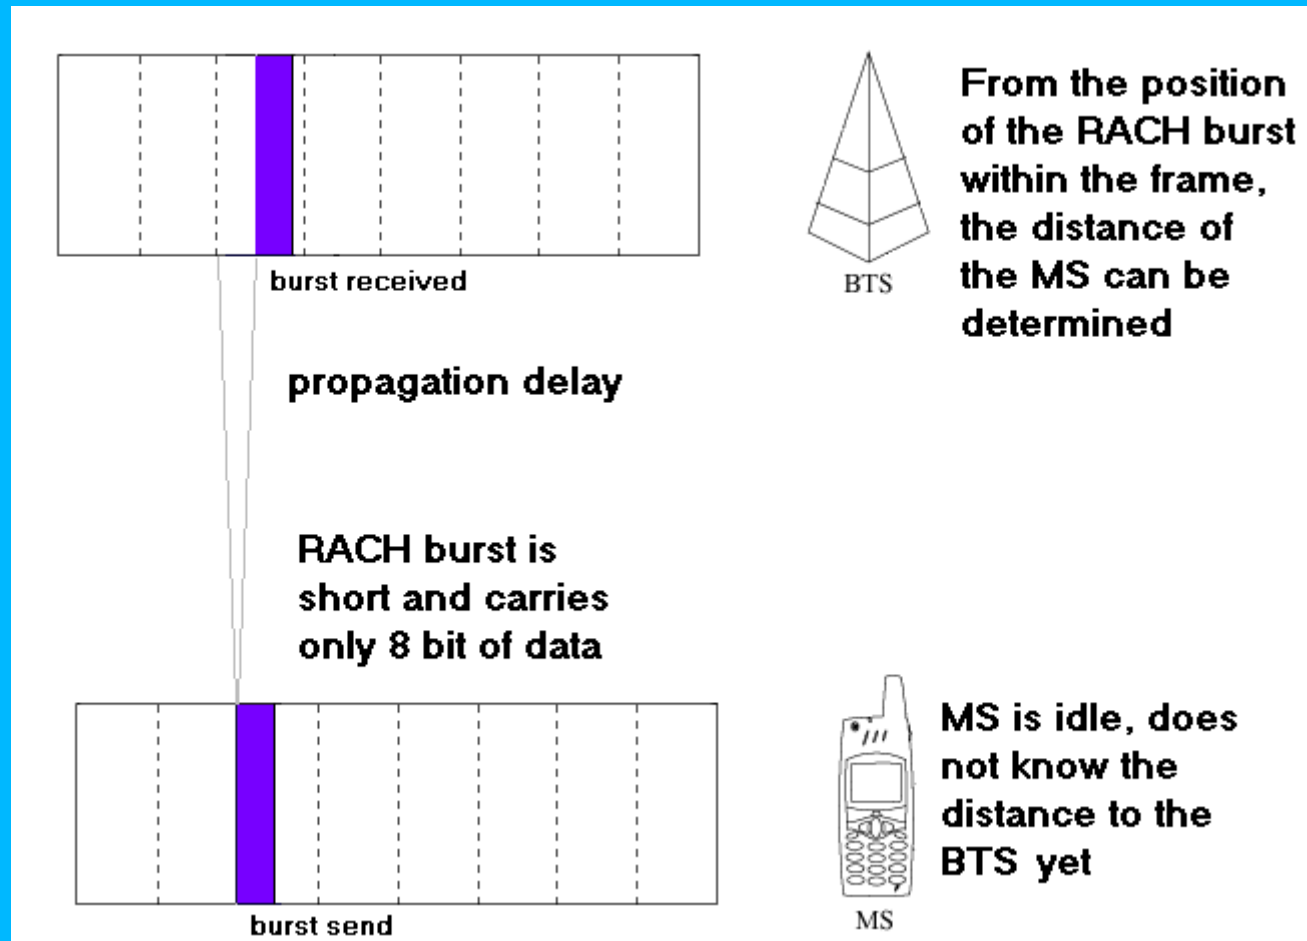 From the position
of the RACH burst
within the frame,
the distance of
the MS can be
determined
BTS
burst received
propagation delay
RACH burst is
short and carries
only 8 bit of data
MS is idle, does
not know the
distance to the
BTS yet
MS
burst send